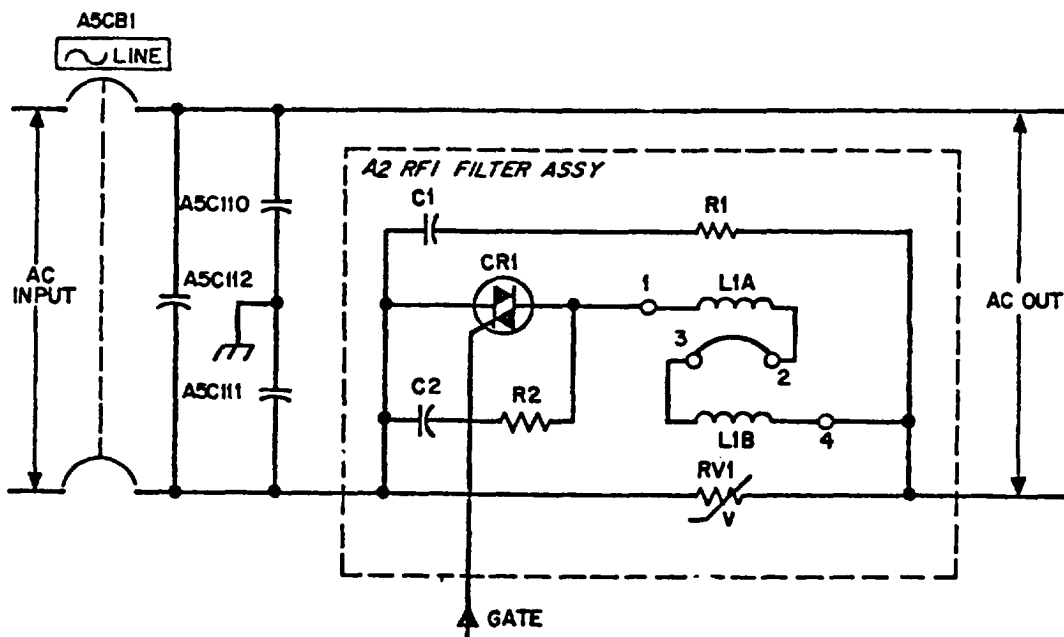 A5CB1
∿ LINE
A2 RFI FILTER ASSY
C1
R1
A5C110
CR1
1
L1A
AC
INPUT
A5C112
AC OUT
3
2
A5C111
C2
R2
L1B
4
RV1
V
GATE